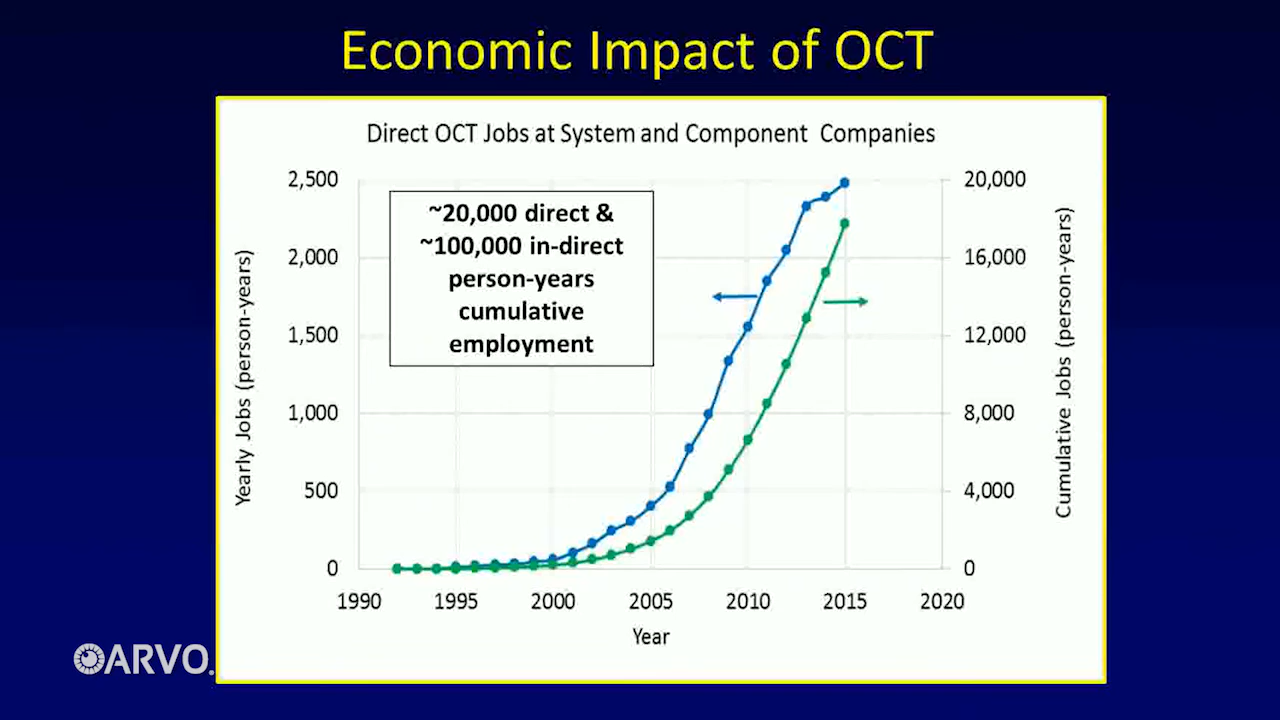 Economic Impact of OCT
Direct OCT Jobs at System and Component Companies
~20,000 direct &
~100,000 in-direct
person-years
cumulative
employment
Yearly Jobs (person-years)
2,500
2,000
1,500
1,000
500
0
20,000
16,000
12,000
8,000
4,000
0
Cumulative Jobs (person-years)
1990 1995 2000 2005 2010 2015 2020
Year
ARVO.